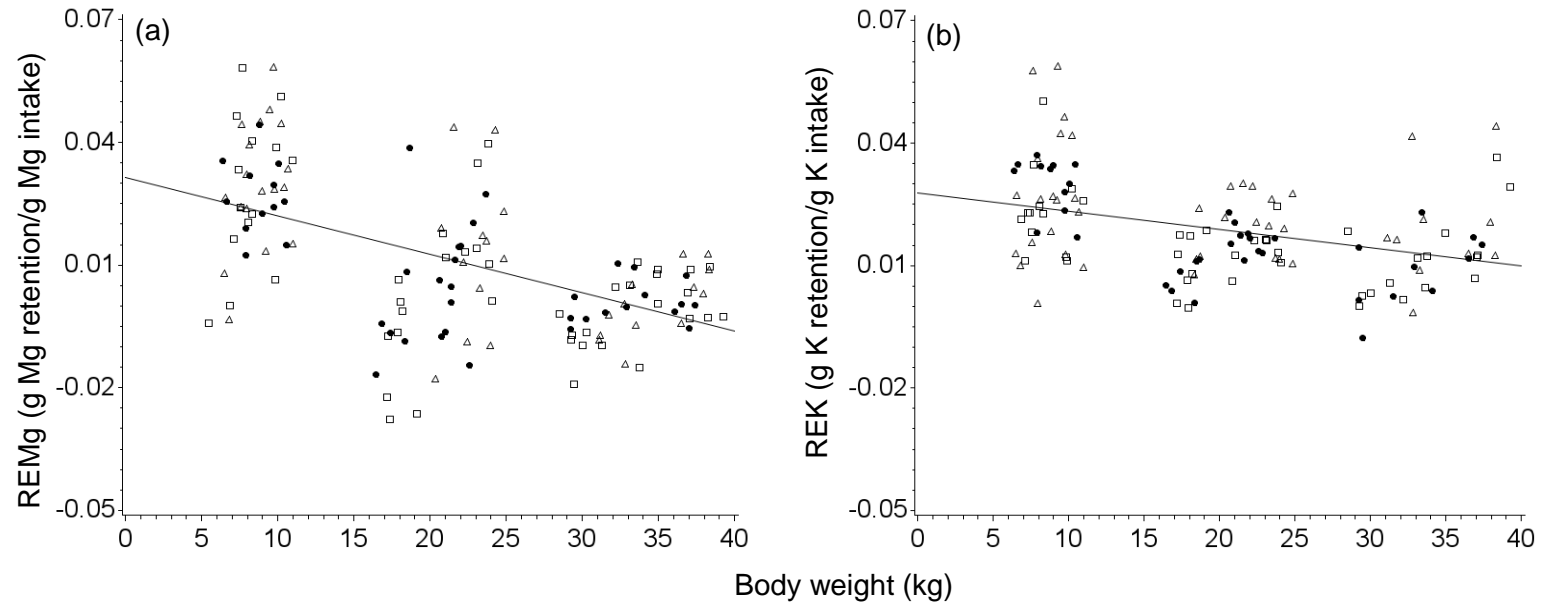 (a)
REMg (g Mg retention/g Mg intake)
0.07
0.04
0.01
-0.02
-0.05
0 5 10 15 20 25 30 35 40
(b)
REK (g K retention/g K intake)
0.07
0.04
0.01
-0.02
-0.05
0 5 10 15 20 25 30 35 40
Body weight (kg)